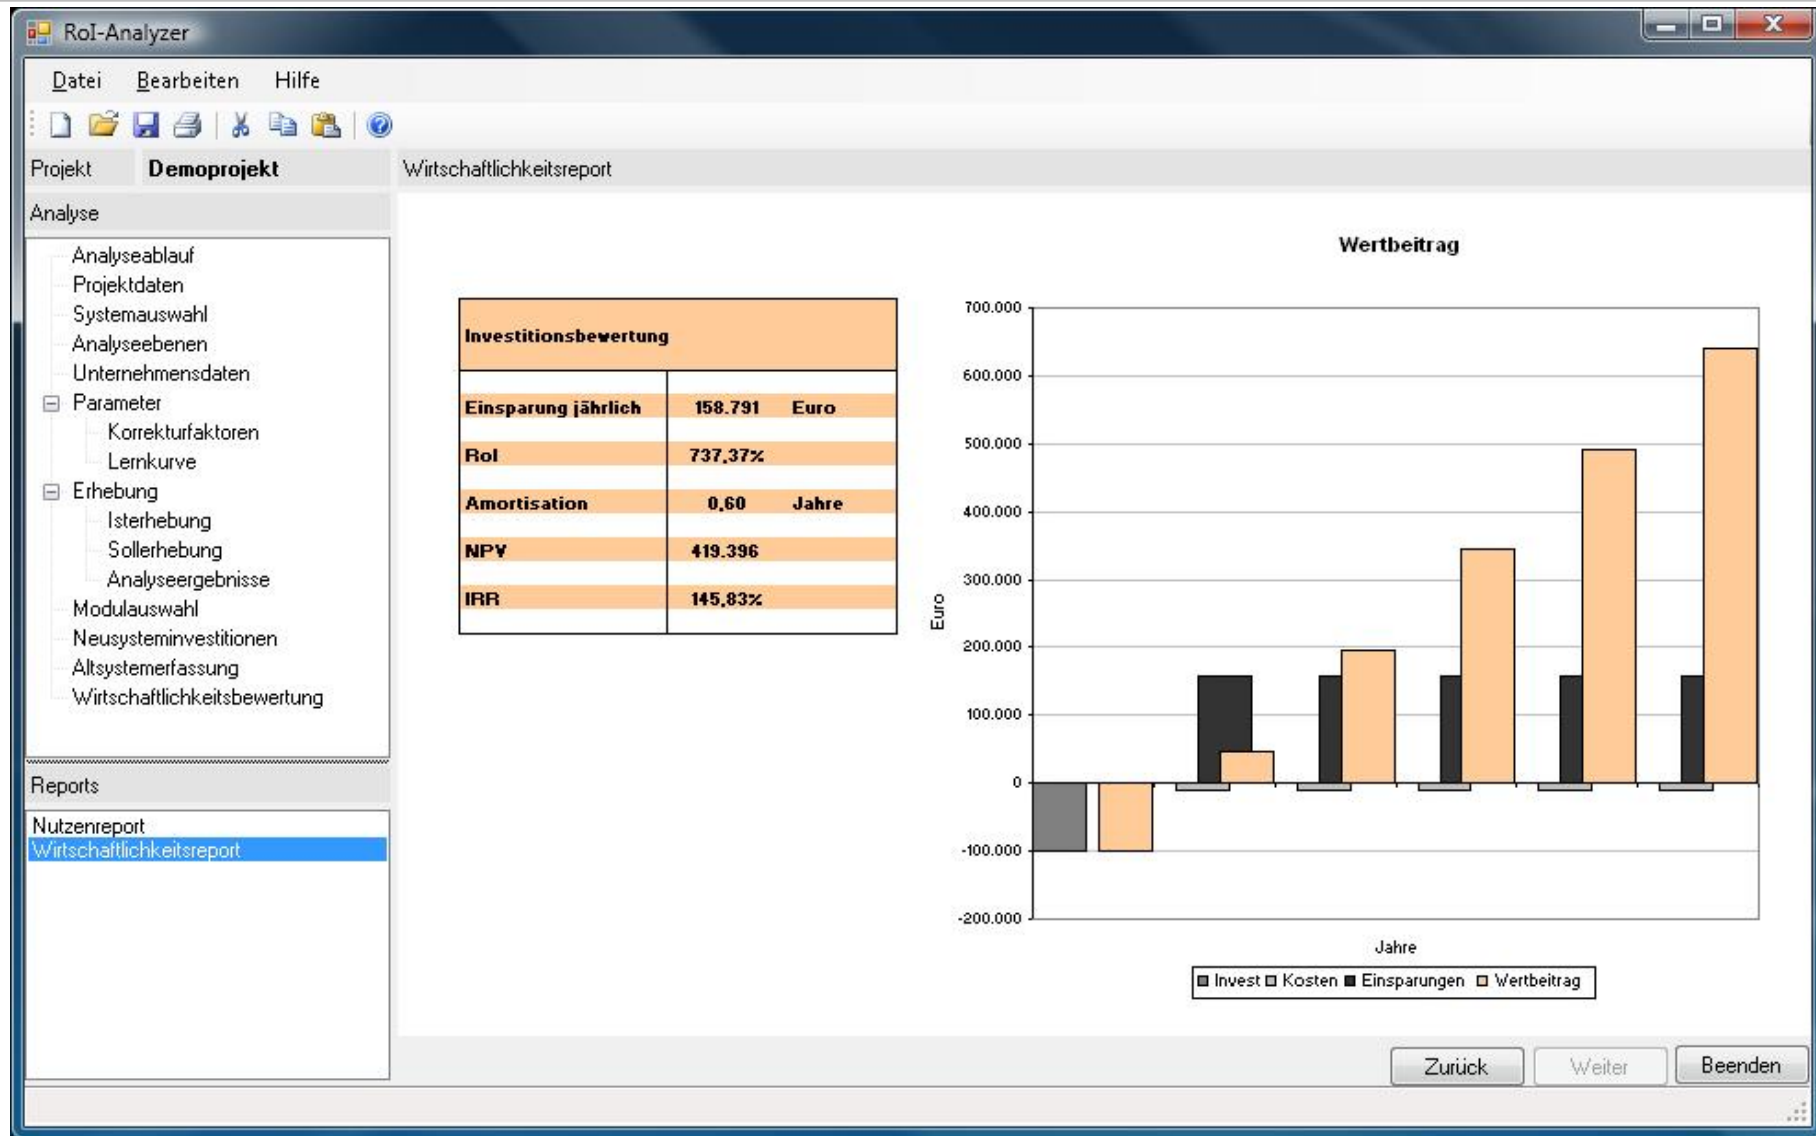 RoI-Analyzer
Datei Bearbeiten Hilfe
Projekt Demoprojekt Wirtschaftlichkeitsreport
Analyse
Analyseablauf
Projektdaten
Systemauswahl
Analyseebenen
Unternehmensdaten
Parameter
Korrekturfaktoren
Lernkurve
Erhebung
Isterhebung
Sollerhebung
Analyseergebnisse
Modulauswahl
Neusysteminvestitionen
Altsystemerfassung
Wirtschaftlichkeitsbewertung
Reports
Nutzenreport
Wirtschaftlichkeitsreport
Investitionsbewertung
Einsparung jährlich 158.791 Euro
RoI 737,37%
Amortisation 0,60 Jahre
NPV 419.396
IRR 145,83%
Wertbeitrag
700.000
600.000
500.000
400.000
300.000
200.000
100.000
0
-100.000
-200.000
Euro
Jahre
Invest Kosten Einsparungen Wertbeitrag
Zurück Weiter Beenden